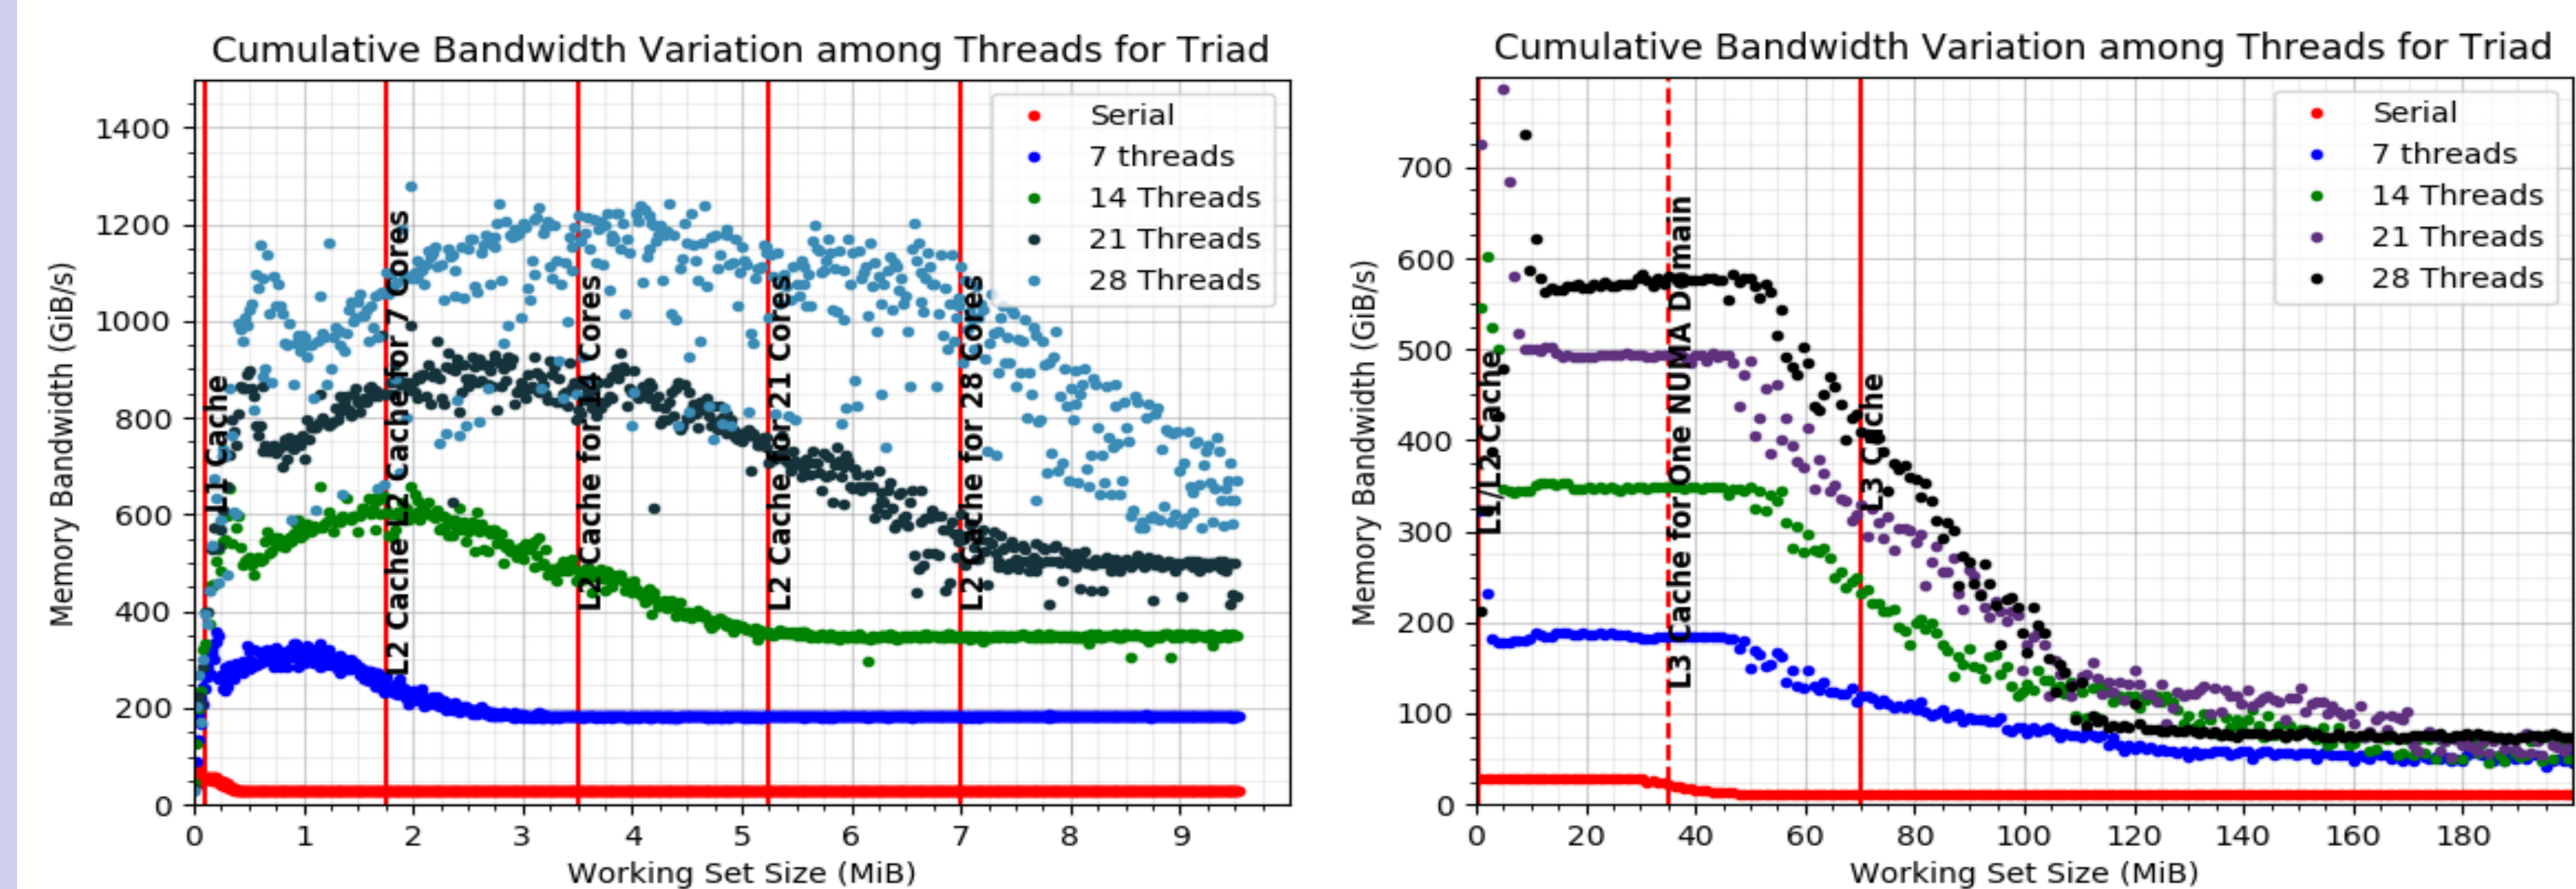 Cumulative Bandwidth Variation among Threads for Triad
Memory Bandwidth (GiB/s)
1400
1200
1000
800
600
400
200
0
L1 Cache
L2 Cache L2 Cache for 7 Cores
L2 Cache for 14 Cores
L2 Cache for 21 Cores
L2 Cache for 28 Cores
Serial
7 threads
14 Threads
21 Threads
28 Threads
0 1 2 3 4 5 6 7 8 9
Working Set Size (MiB)
Cumulative Bandwidth Variation among Threads for Triad
Memory Bandwidth (GiB/s)
700
600
500
400
300
200
100
0
L1/L2 Cache
L3 Cache for One NUMA Domain
L3 Cache
Serial
7 threads
14 Threads
21 Threads
28 Threads
0 20 40 60 80 100 120 140 160 180
Working Set Size (MiB)